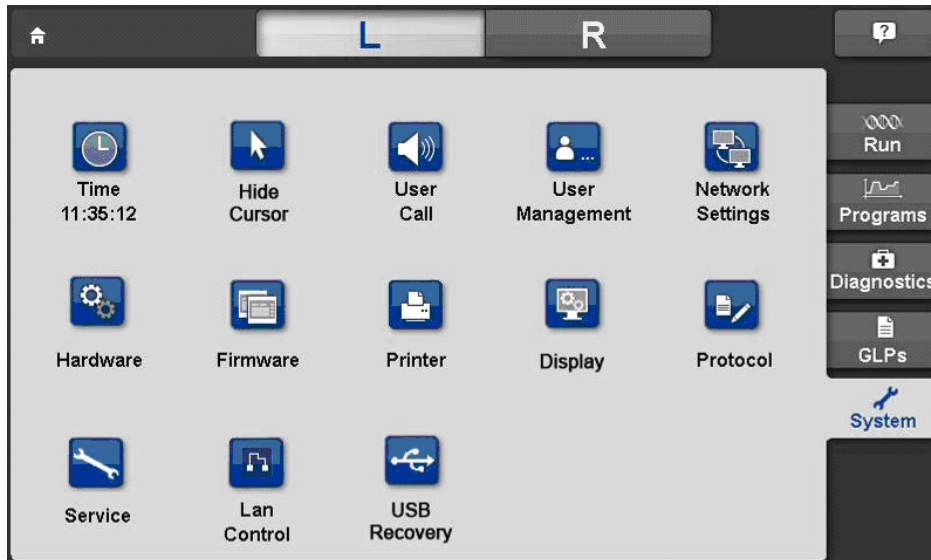 L
R
?
Time
11:35:12
Hide
Cursor
User
Call
User
Management
Network
Settings
Hardware
Firmware
Printer
Display
Protocol
Service
Lan
Control
USB
Recovery
Run
Programs
Diagnostics
GLPs
System